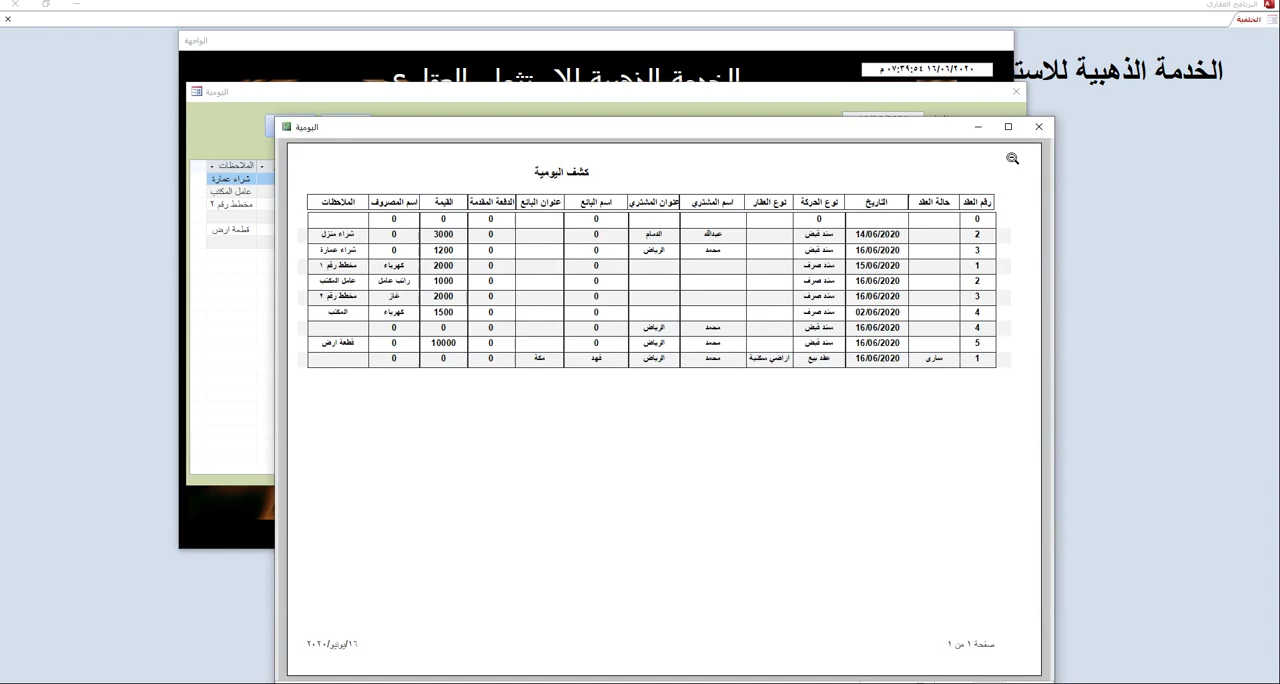 البرنامج العقاري
الخلفية
الواجهة
الخدمة الذهبية للاستثمار العقاري
١٦/٠٦/٢٠٢٠ ٠٧:٣٩:٥٤ م
الخدمة الذهبية للاست
اليومية
اليومية
الملاحظات
شراء عمارة
عامل المكتب
مخطط رقم ٢
قطعة ارض
كشف اليومية
رقم العقد حالة العقد التاريخ نوع الحركة نوع العقار اسم المشتري عنوان المشتري اسم البائع عنوان البائع الدفعة المقدمة القيمة اسم المصروف الملاحظات
0 0 0 0 0 0
2 14/06/2020 سند قبض عبدالله الدمام 0 0 3000 0 شراء منزل
3 16/06/2020 سند قبض محمد الرياض 0 0 1200 0 شراء عمارة
1 15/06/2020 سند صرف 0 0 2000 كهرباء مخطط رقم ١
2 16/06/2020 سند صرف 0 0 1000 راتب عامل عامل المكتب
3 16/06/2020 سند صرف 0 0 2000 غاز مخطط رقم ٢
4 02/06/2020 سند صرف 0 0 1500 كهرباء المكتب
4 16/06/2020 سند قبض محمد الرياض 0 0 0 0
5 16/06/2020 سند قبض محمد الرياض 0 0 10000 0 قطعة ارض
1 سارى 16/06/2020 عقد بيع اراضي سكنية محمد الرياض فهد مكة 0 0 0
صفحة ١ من ١
١٦/يونيو/٢٠٢٠